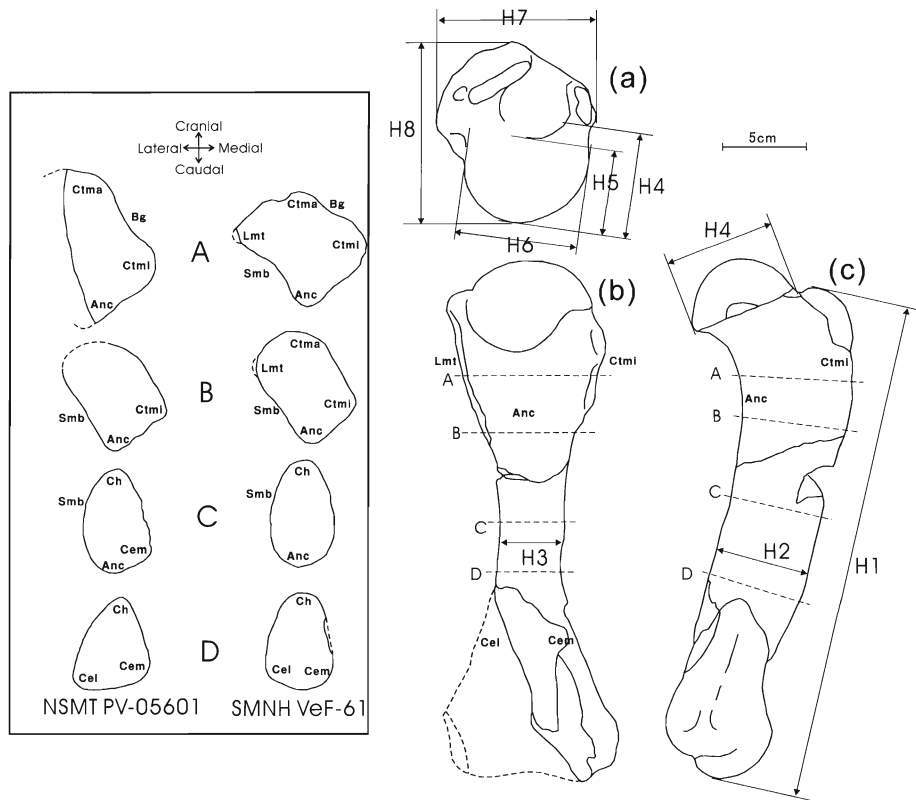 Cranial
Lateral Medial
Caudal
Ctma
Bg
Ctmi
Anc
A
Ctma Bg
Lmt
Ctmi
Smb
Anc
B
Smb
Ctmi
Anc
Ctma
Lmt
Smb
Ctmi
Anc
Ch
Smb
Cem
Anc
C
Ch
Smb
Anc
Ch
Cel Cem
D
Ch
Cel Cem
NSMT PV-05601 SMNH VeF-61
H7
(a)
H8
H5
H4
H6
5cm
(b)
Lmt
Ctmi
A
Anc
B
C
H3
D
Cel
Cem
H4
(c)
Ctmi
A
Anc
B
C
H2
H1
D